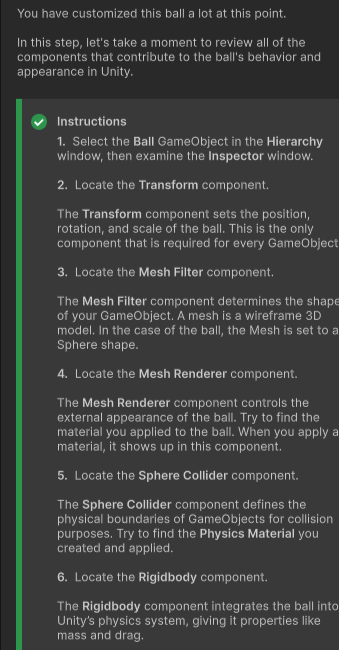 You have customized this ball a lot at this point.
In this step, let's take a moment to review all of the
components that contribute to the ball's behavior and
appearance in Unity.
Instructions
1. Select the Ball GameObject in the Hierarchy
window, then examine the Inspector window.
2. Locate the Transform component.
The Transform component sets the position,
rotation, and scale of the ball. This is the only
component that is required for every GameObject
3. Locate the Mesh Filter component.
The Mesh Filter component determines the shape
of your GameObject. A mesh is a wireframe 3D
model. In the case of the ball, the Mesh is set to a
Sphere shape.
4. Locate the Mesh Renderer component.
The Mesh Renderer component controls the
external appearance of the ball. Try to find the
material you applied to the ball. When you apply a
material, it shows up in this component.
5. Locate the Sphere Collider component.
The Sphere Collider component defines the
physical boundaries of GameObjects for collision
purposes. Try to find the Physics Material you
created and applied.
6. Locate the Rigidbody component.
The Rigidbody component integrates the ball into
Unity's physics system, giving it properties like
mass and drag.